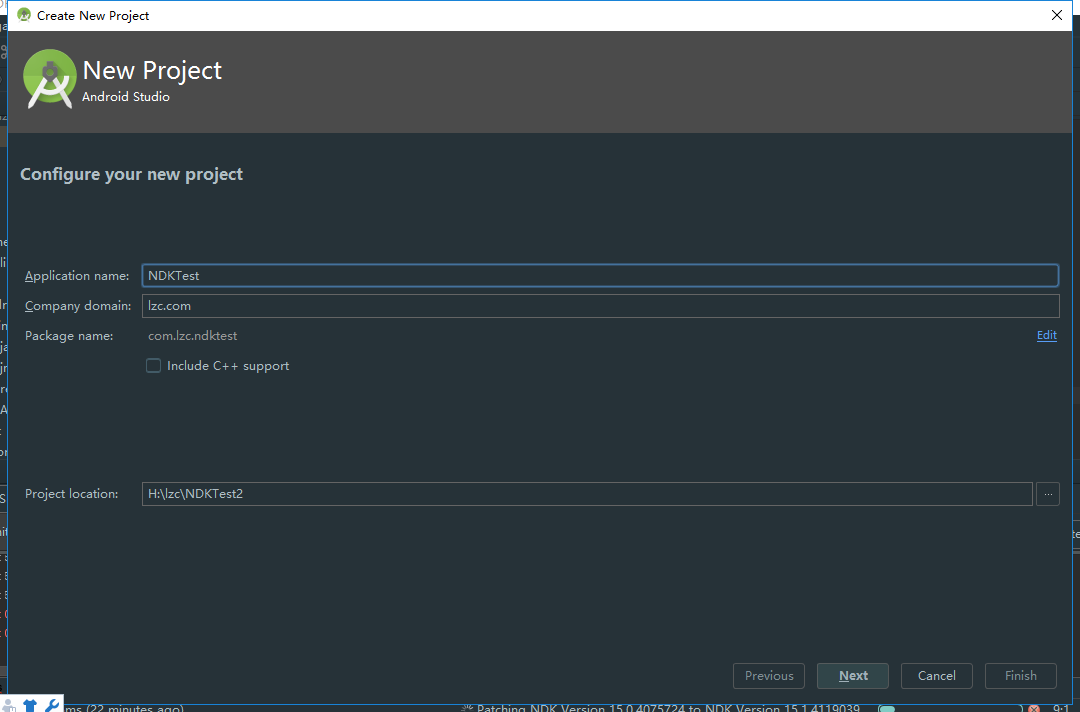 Create New Project
New Project
Android Studio
Configure your new project
Application name: NDKTest
Company domain: lzc.com
Package name: com.lzc.ndktest Edit
Include C++ support
Project location: H:\lzc\NDKTest2 ...
Previous Next Cancel Finish
ms (22 minutes ago) Patching NDK Version 15.0.4075724 to NDK Version 15.1.4119039 9:1